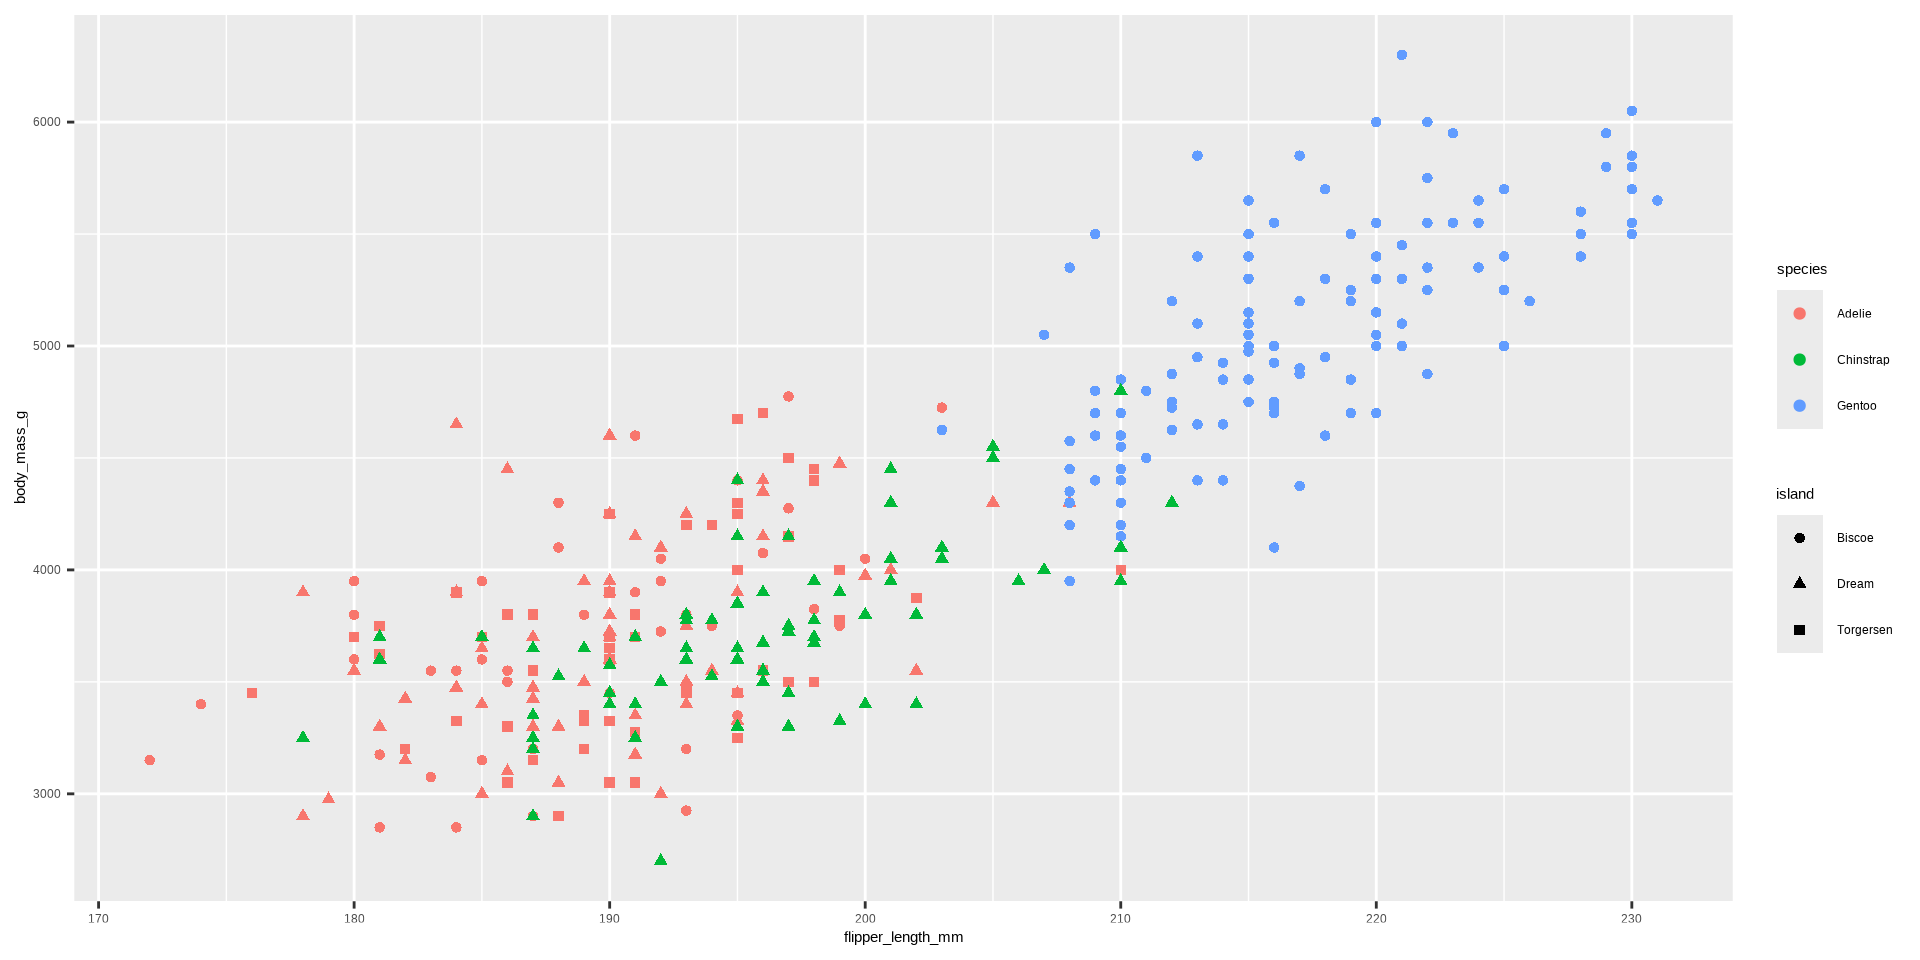 6000
5000
4000
3000
body_mass_g
170
180
190
200
210
220
230
flipper_length_mm
species
Adelie
Chinstrap
Gentoo
island
Biscoe
Dream
Torgersen